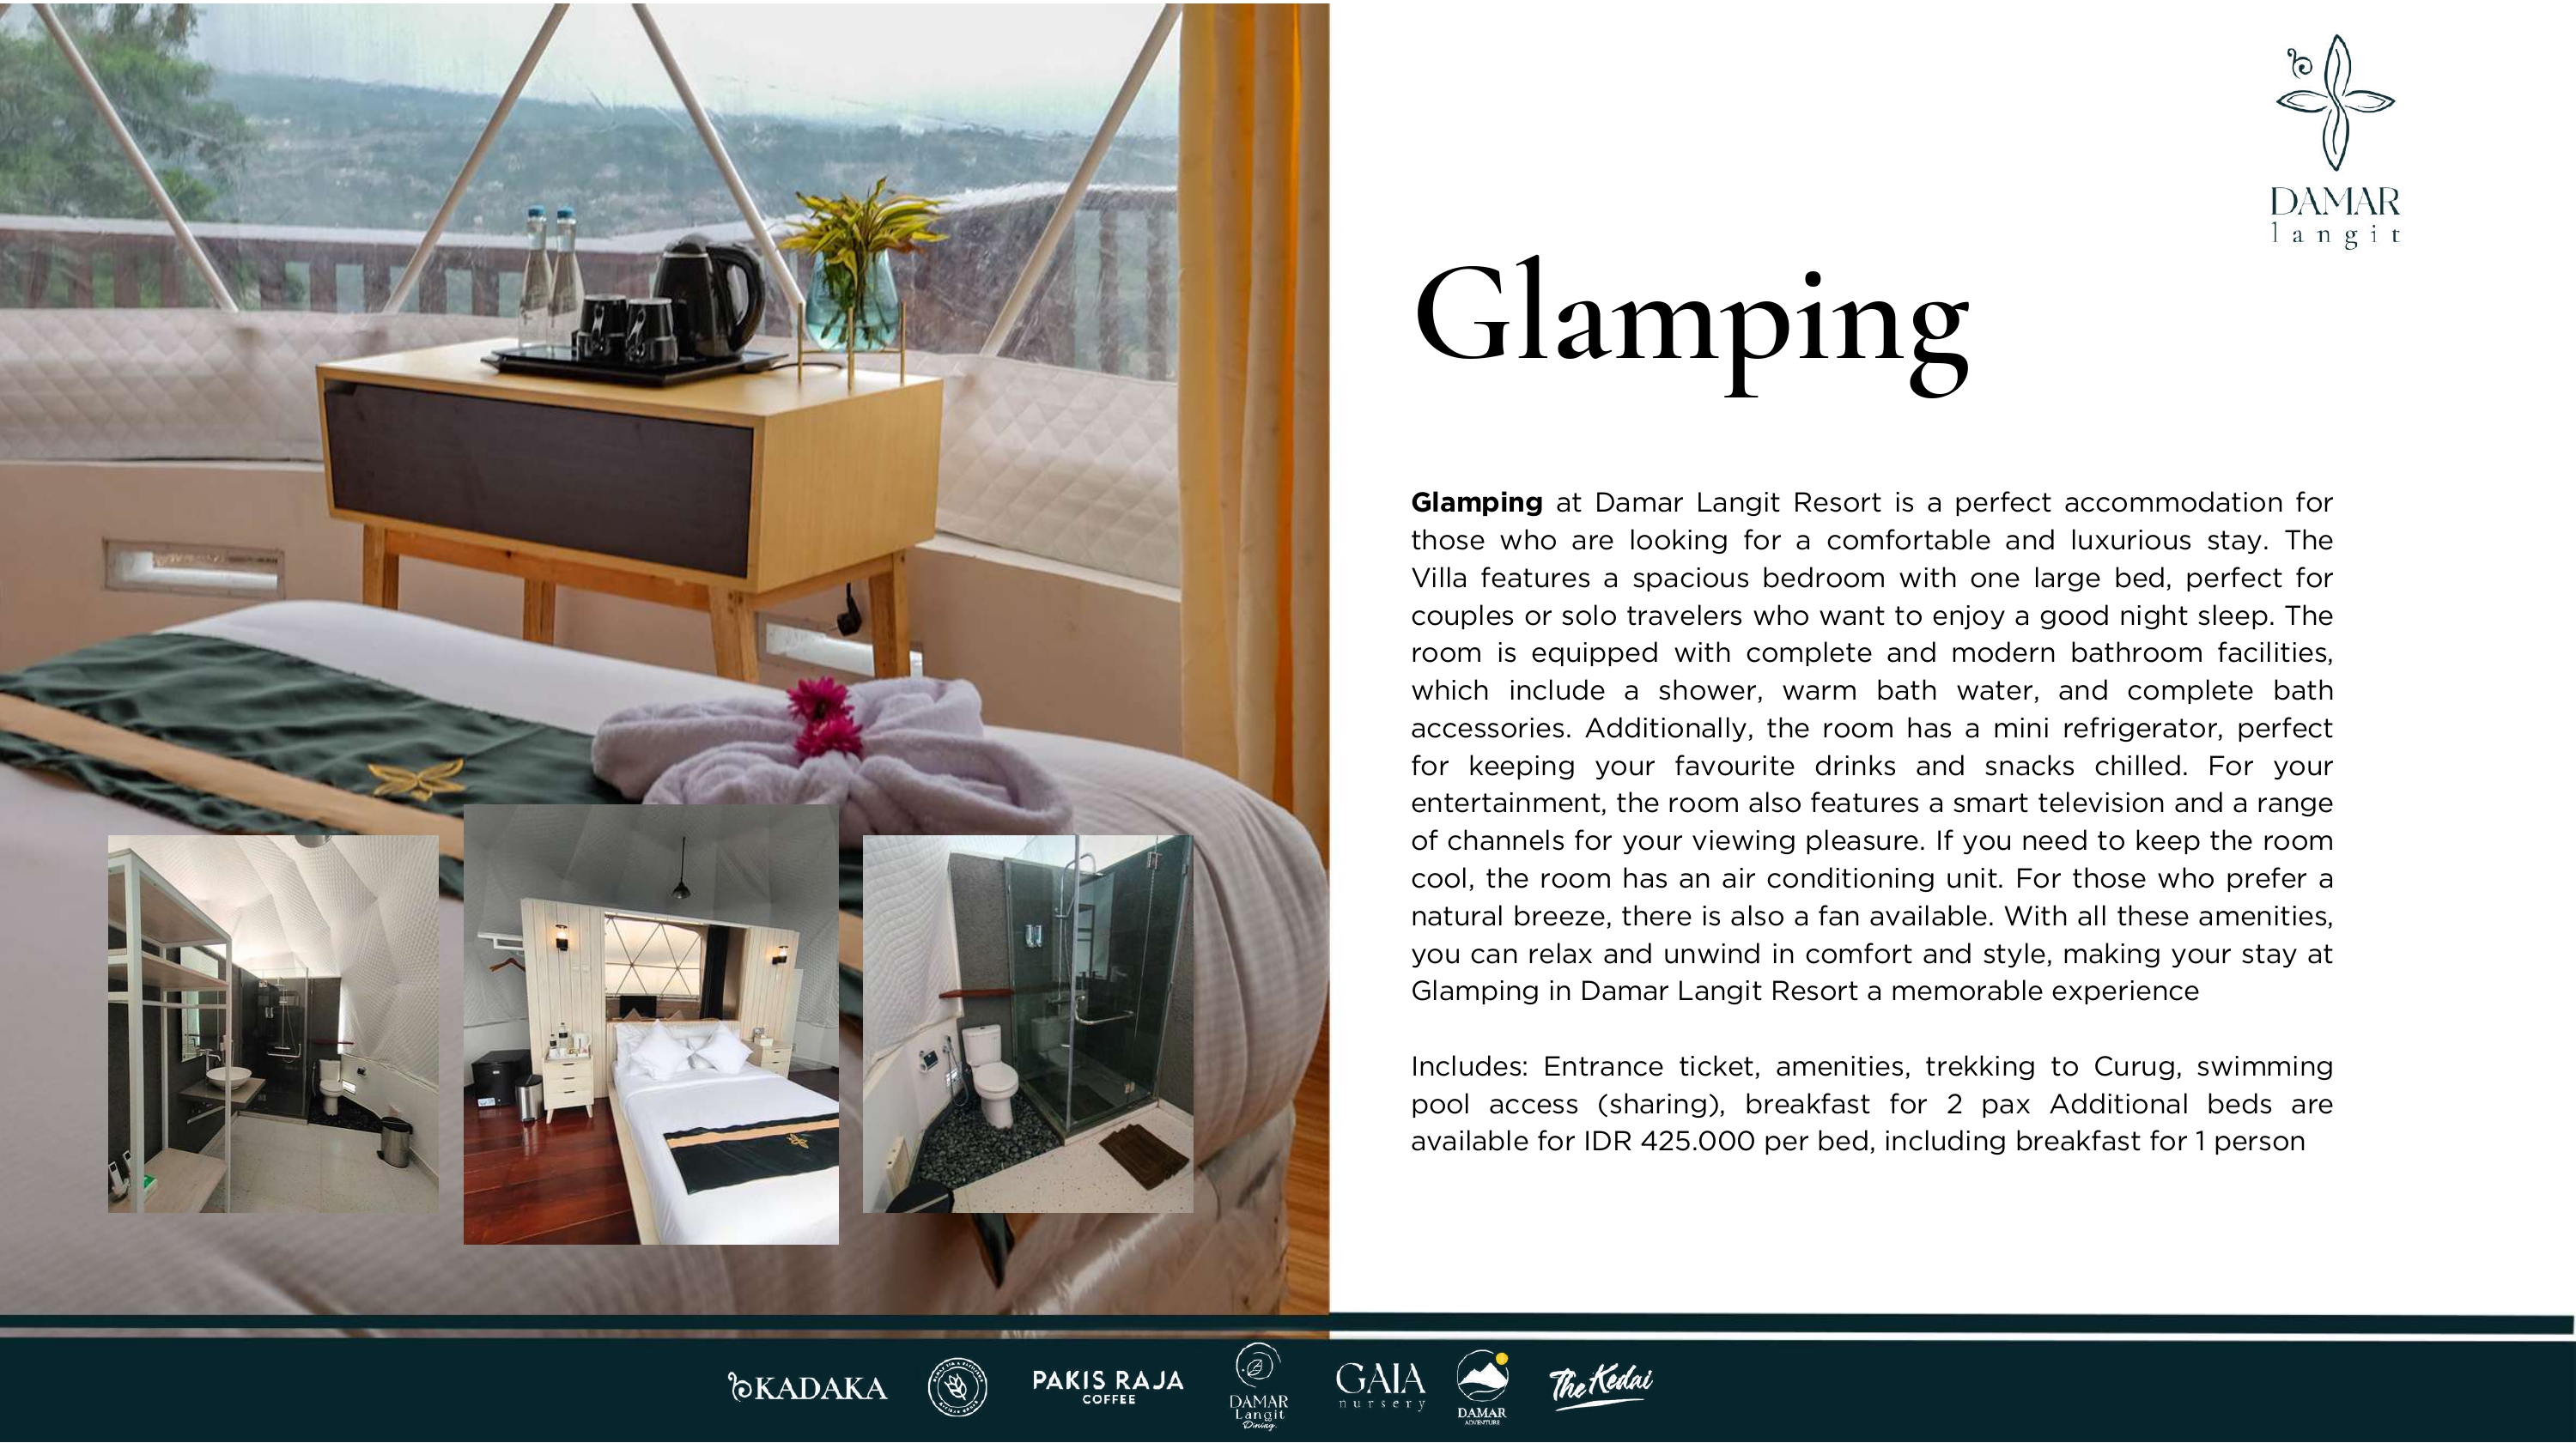 DAMAR
langit
Glamping
Glamping at Damar Langit Resort is a perfect accommodation for
those who are looking for a comfortable and luxurious stay. The
Villa features a spacious bedroom with one large bed, perfect for
couples or solo travelers who want to enjoy a good night sleep. The
room is equipped with complete and modern bathroom facilities,
which include a shower, warm bath water, and complete bath
accessories. Additionally, the room has a mini refrigerator, perfect
for keeping your favourite drinks and snacks chilled. For your
entertainment, the room also features a smart television and a range
of channels for your viewing pleasure. If you need to keep the room
cool, the room has an air conditioning unit. For those who prefer a
natural breeze, there is also a fan available. With all these amenities,
you can relax and unwind in comfort and style, making your stay at
Glamping in Damar Langit Resort a memorable experience
Includes: Entrance ticket, amenities, trekking to Curug, swimming
pool access (sharing), breakfast for 2 pax Additional beds are
available for IDR 425.000 per bed, including breakfast for 1 person
KADAKA
PAKIS RAJA
COFFEE
DAMAR
Langit
Dining
GAIA
nursery
DAMAR
ADVENTURE
The Kedai